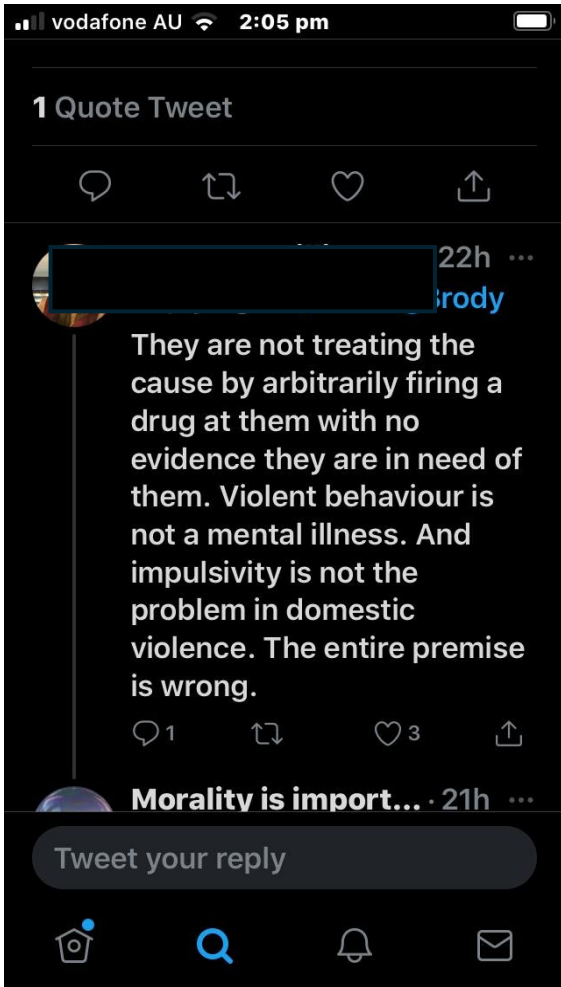 vodafone AU 2:05 pm
1 Quote Tweet
22h
Brody
They are not treating the
cause by arbitrarily firing a
drug at them with no
evidence they are in need of
them. Violent behaviour is
not a mental illness. And
impulsivity is not the
problem in domestic
violence. The entire premise
is wrong.
1 3
Morality is import... · 21h
Tweet your reply